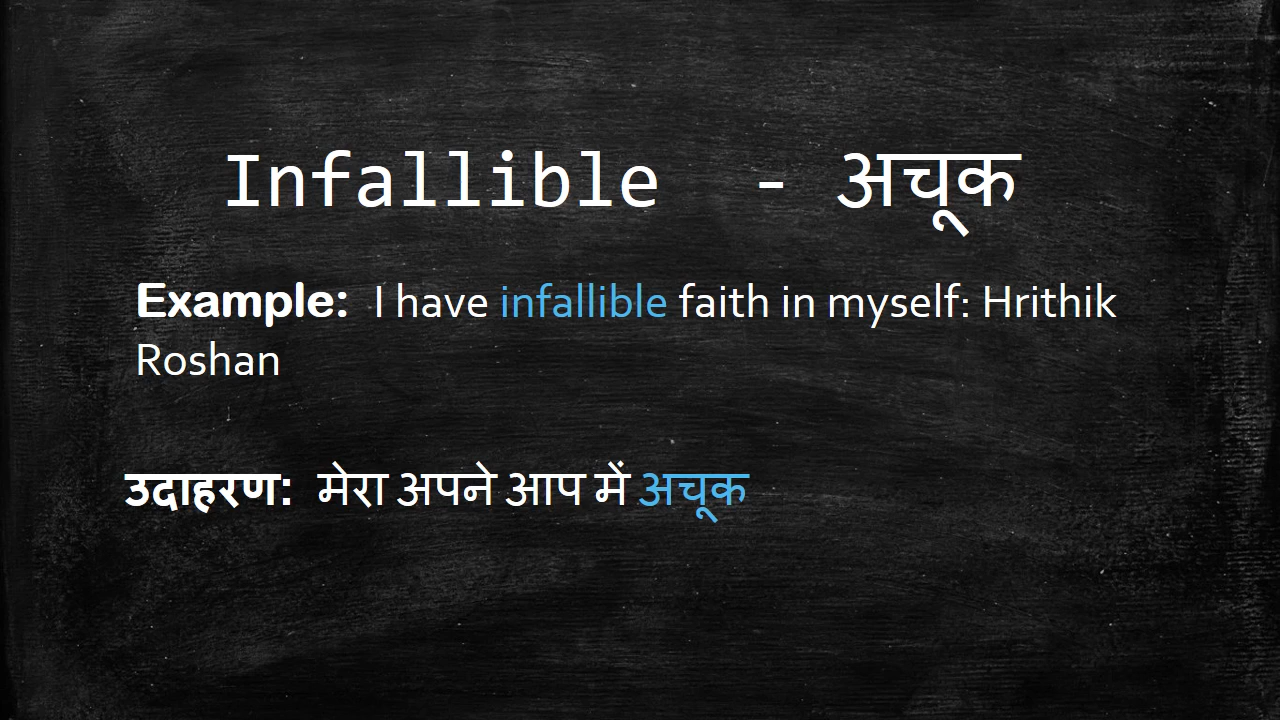 Infallible - अचूक
Example: I have infallible faith in myself: Hrithik
Roshan
उदाहरण: मेरा अपने आप में अचूक